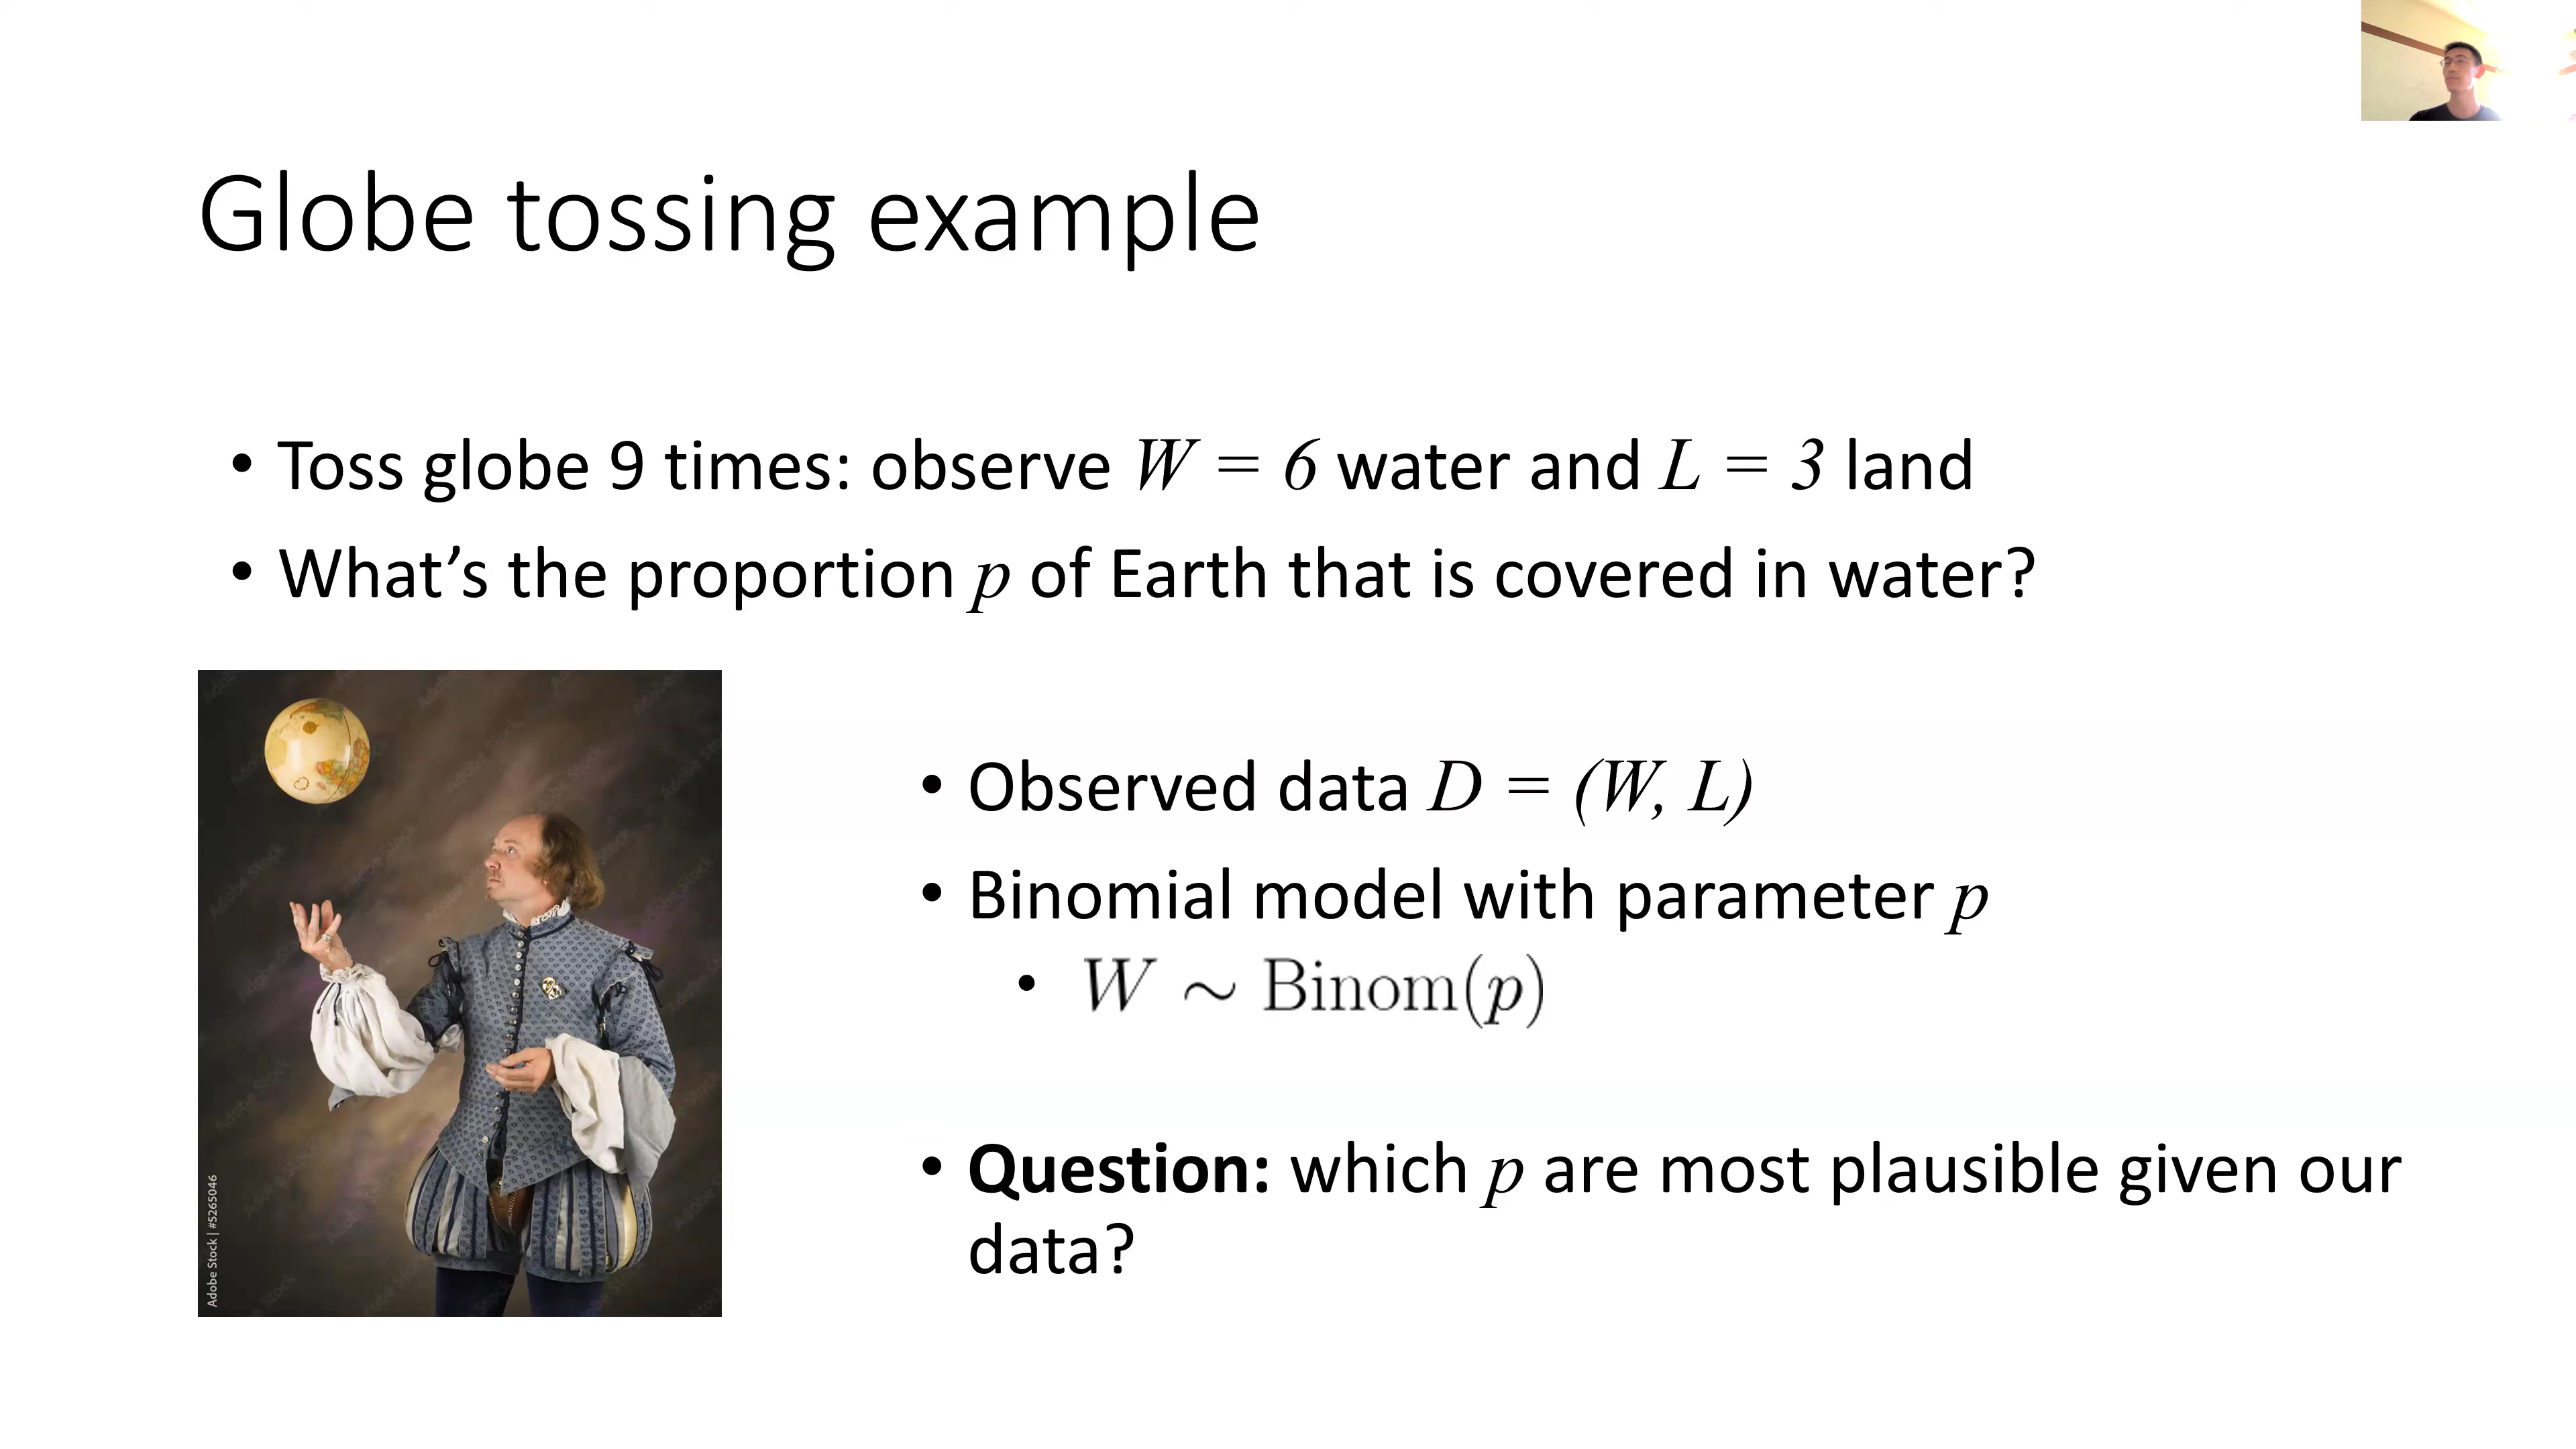 Globe tossing example
• Toss globe 9 times: observe W = 6 water and L = 3 land
• What’s the proportion p of Earth that is covered in water?
• Observed data D = (W, L)
• Binomial model with parameter p
• W ∼ Binom(p)
• Question: which p are most plausible given our
data?
Adobe Stock | #5265046